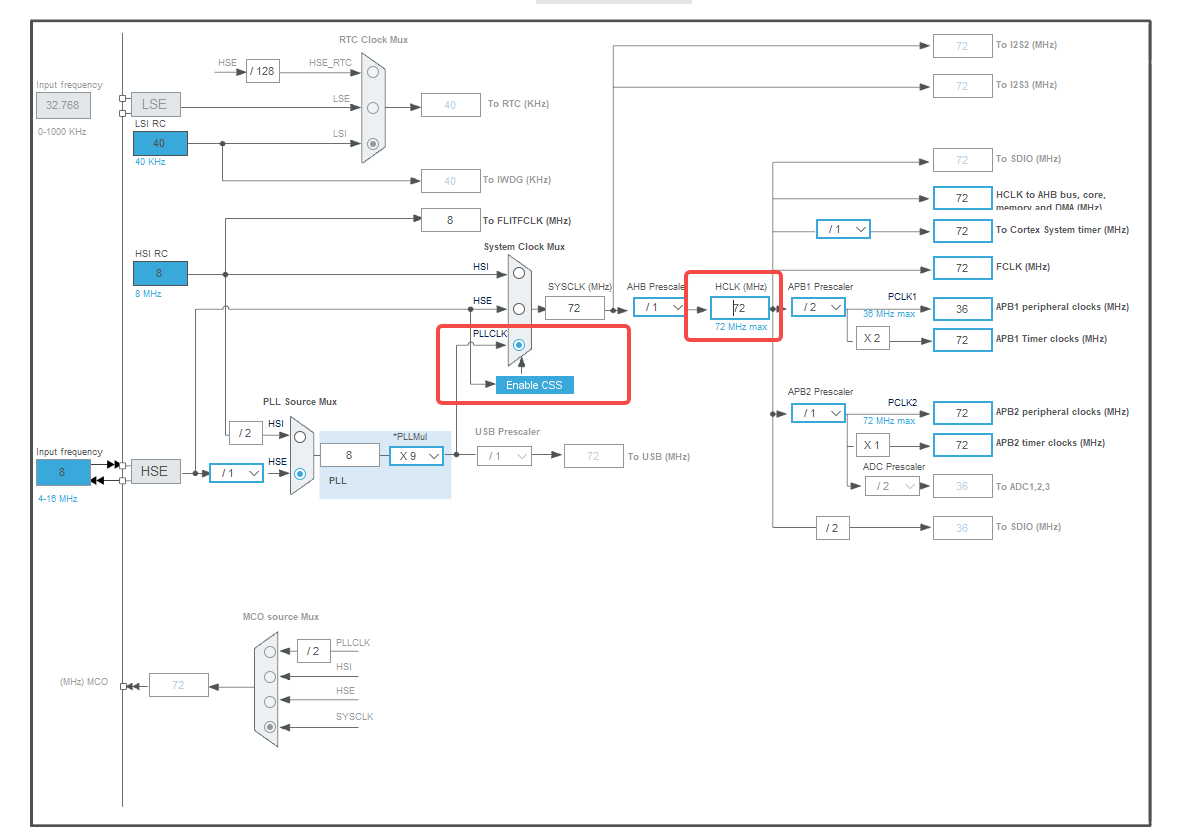 RTC Clock Mux
HSE
/ 128
HSE_RTC
72
To I2S2 (MHz)
Input frequency
32.768
0-1000 KHz
LSE
LSE
40
To RTC (KHz)
72
To I2S3 (MHz)
LSI RC
40
40 KHz
LSI
40
To IWDG (KHz)
72
To SDIO (MHz)
8
To FLITFCLK (MHz)
72
HCLK to AHB bus, core,
memory and DMA (MHz)
/ 1
72
To Cortex System timer (MHz)
System Clock Mux
HSI RC
8
8 MHz
HSI
72
FCLK (MHz)
HSE
SYSCLK (MHz)
72
AHB Prescaler
/ 1
HCLK (MHz)
72
72 MHz max
APB1 Prescaler
/ 2
PCLK1
36 MHz max
36
APB1 peripheral clocks (MHz)
X 2
72
APB1 Timer clocks (MHz)
PLLCLK
Enable CSS
PLL Source Mux
APB2 Prescaler
/ 1
PCLK2
72 MHz max
72
APB2 peripheral clocks (MHz)
HSI
/ 2
*PLLMul
USB Prescaler
X 1
72
APB2 timer clocks (MHz)
Input frequency
8
4-16 MHz
HSE
/ 1
HSE
8
X 9
PLL
/ 1
72
To USB (MHz)
ADC Prescaler
/ 2
36
To ADC1,2,3
/ 2
36
To SDIO (MHz)
MCO source Mux
PLLCLK
/ 2
HSI
(MHz) MCO
72
HSE
SYSCLK